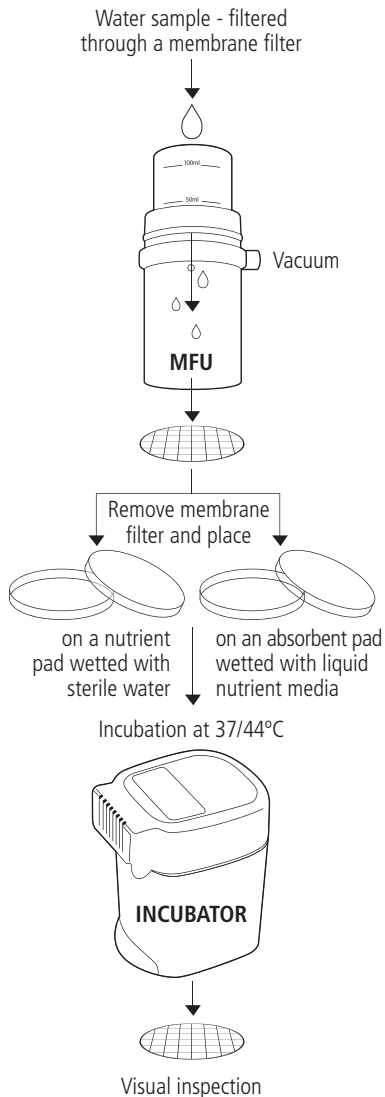 Water sample - filtered
through a membrane filter
100ml
50ml
Vacuum
MFU
Remove membrane
filter and place
on a nutrient
pad wetted with
sterile water
on an absorbent pad
wetted with liquid
nutrient media
Incubation at 37/44ºC
INCUBATOR
Visual inspection